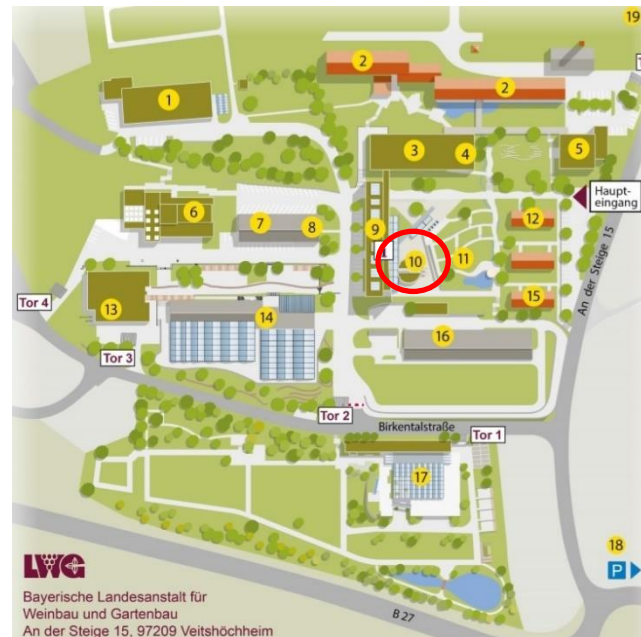 19
2
2
1
3
4
5
Haupt-
eingang
6
7
8
9
12
10
11
An der Steige 15
Tor 4
13
14
15
16
Tor 3
Tor 2
Birkentalstraße
Tor 1
17
18
P
LWG
Bayerische Landesanstalt für
Weinbau und Gartenbau
An der Steige 15, 97209 Veitshöchheim
B 27